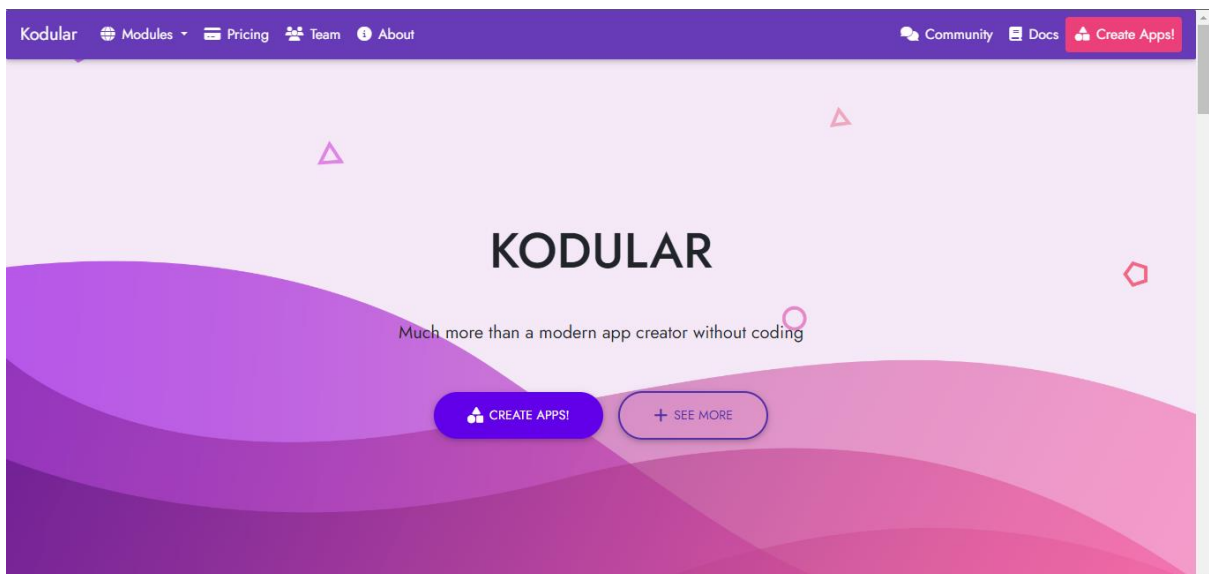 Kodular Modules Pricing Team About Community Docs Create Apps!
KODULAR
Much more than a modern app creator without coding
CREATE APPS! SEE MORE